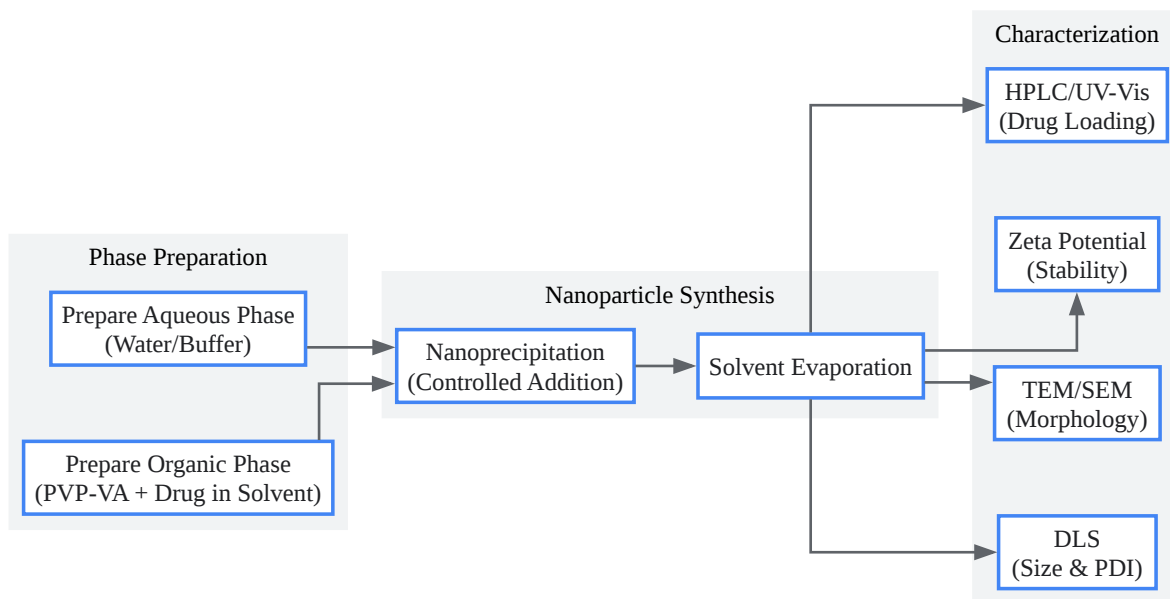 Phase Preparation
Prepare Aqueous Phase
(Water/Buffer)
Prepare Organic Phase
(PVP-VA + Drug in Solvent)
Nanoparticle Synthesis
Nanoprecipitation
(Controlled Addition)
Solvent Evaporation
Characterization
HPLC/UV-Vis
(Drug Loading)
Zeta Potential
(Stability)
TEM/SEM
(Morphology)
DLS
(Size & PDI)